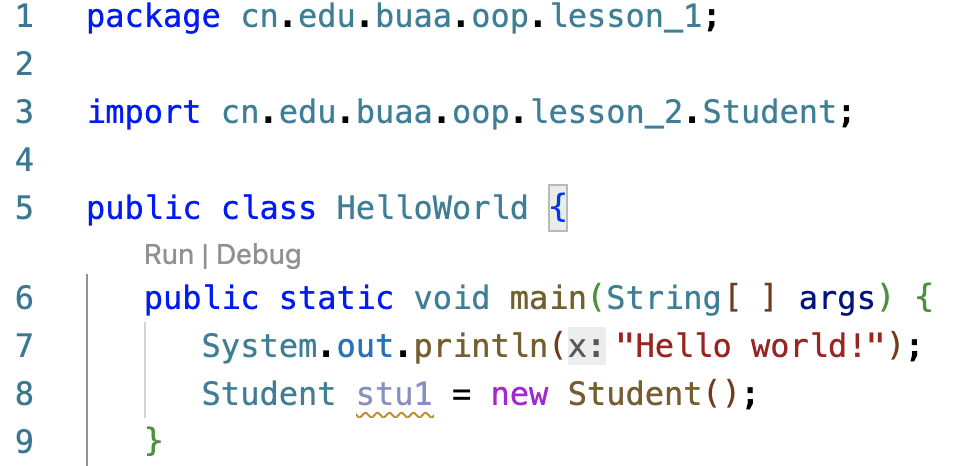 1 package cn.edu.buaa.oop.lesson_1;
2
3 import cn.edu.buaa.oop.lesson_2.Student;
4
5 public class HelloWorld {
Run | Debug
6 public static void main(String[ ] args) {
7 System.out.println(x: "Hello world!");
8 Student stu1 = new Student();
9 }